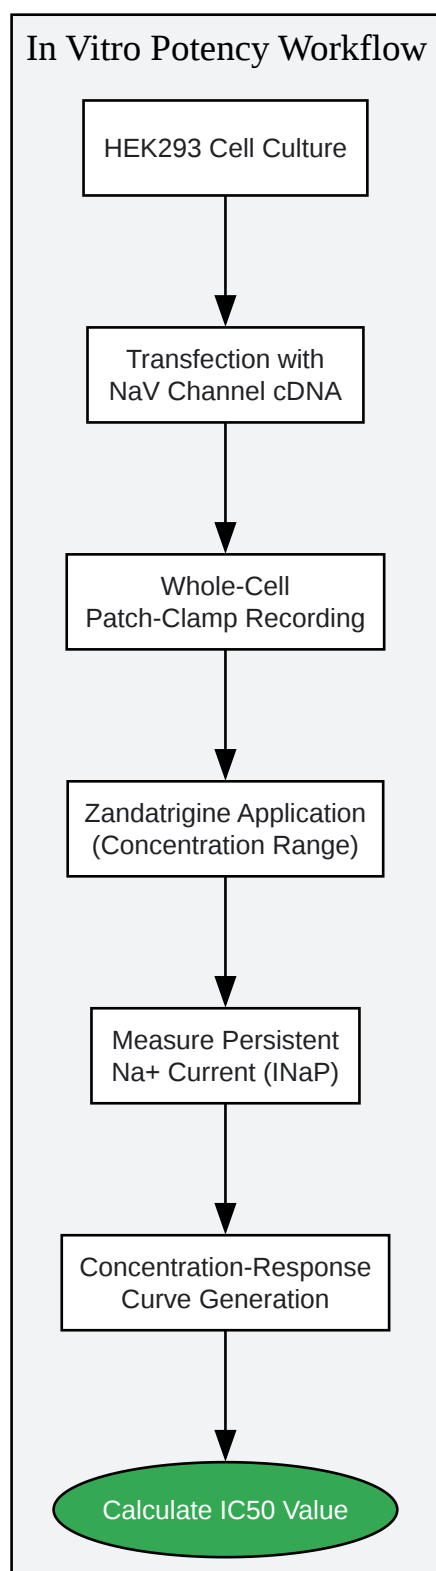 In Vitro Potency Workflow
HEK293 Cell Culture
Transfection with
NaV Channel cDNA
Whole-Cell
Patch-Clamp Recording
Zandatrigine Application
(Concentration Range)
Measure Persistent
Na+ Current (INaP)
Concentration-Response
Curve Generation
Calculate IC50 Value